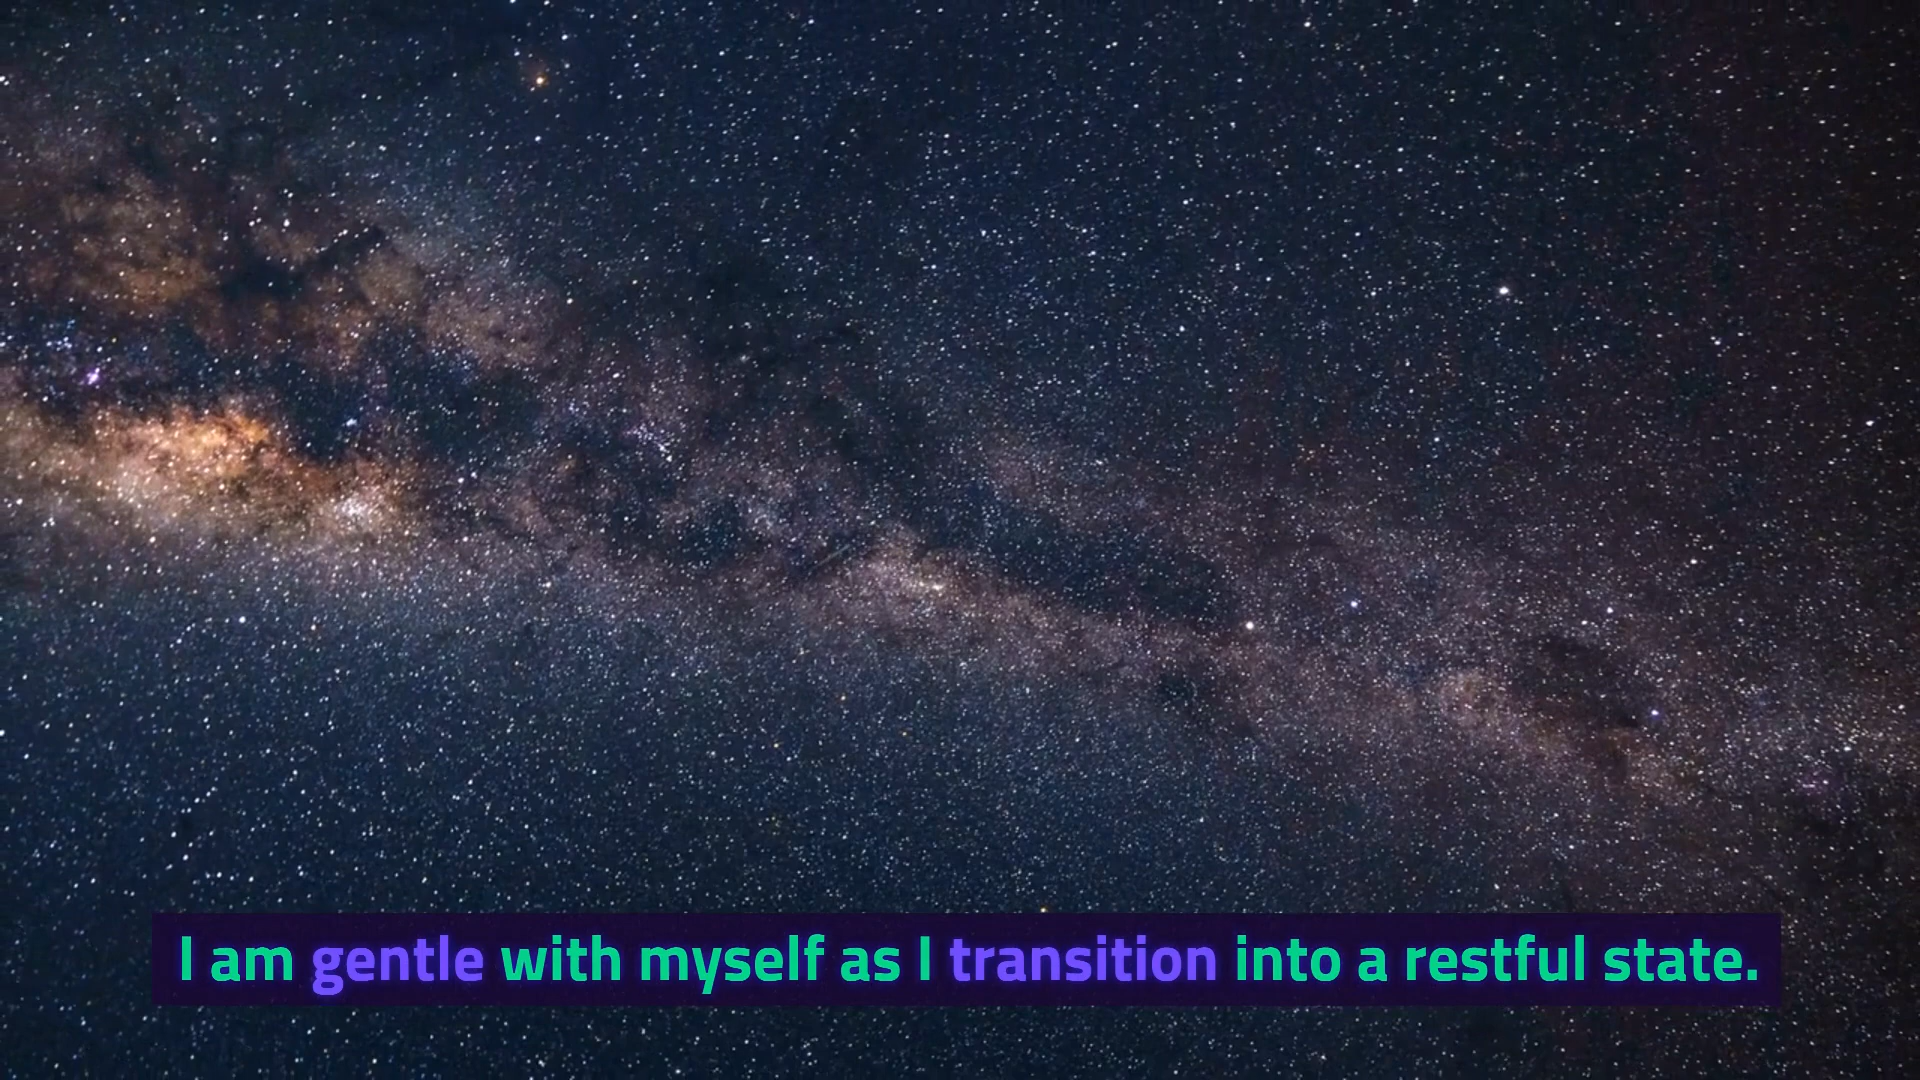 I am gentle with myself as I transition into a restful state.